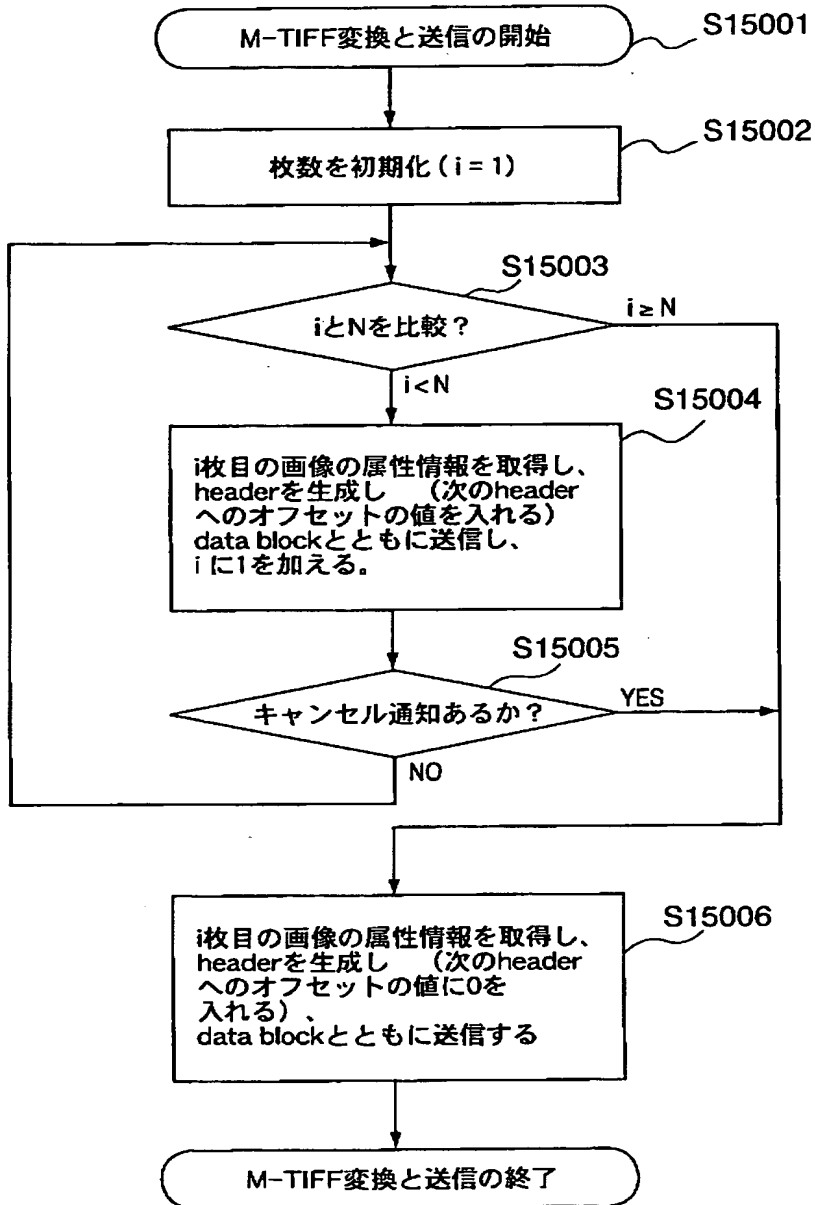 M-TIFF変換と送信の開始
S15001
枚数を初期化(i=1)
S15002
S15003
iとNを比較?
i≥N
i<N
S15004
i枚目の画像の属性情報を取得し、
headerを生成し (次のheader
へのオフセットの値を入れる)
data blockとともに送信し、
iに1を加える。
S15005
キャンセル通知あるか?
YES
NO
S15006
i枚目の画像の属性情報を取得し、
headerを生成し (次のheader
へのオフセットの値に0を
入れる)、
data blockとともに送信する
M-TIFF変換と送信の終了